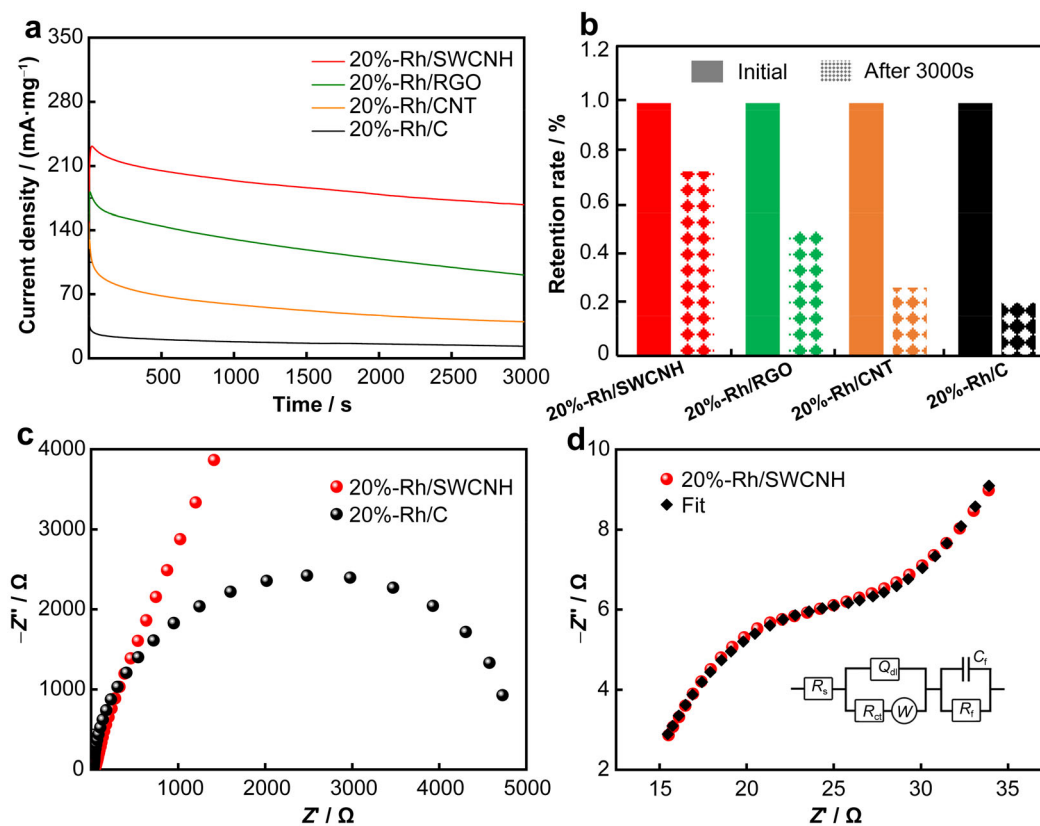 a
350
280
210
140
70
0
Current density / (mA·mg⁻¹)
20%-Rh/SWCNH
20%-Rh/RGO
20%-Rh/CNT
20%-Rh/C
500
1000
1500
2000
2500
3000
Time / s
b
1.2
1.0
0.8
0.6
0.4
0.2
0
Retention rate / %
Initial
After 3000s
20%-Rh/SWCNH
20%-Rh/RGO
20%-Rh/CNT
20%-Rh/C
c
4000
3000
2000
1000
0
−Z'' / Ω
20%-Rh/SWCNH
20%-Rh/C
1000
2000
3000
4000
5000
Z' / Ω
d
10
8
6
4
2
−Z'' / Ω
20%-Rh/SWCNH
Fit
Rs
Qdl
Rct
W
Cf
Rf
15
20
25
30
35
Z' / Ω